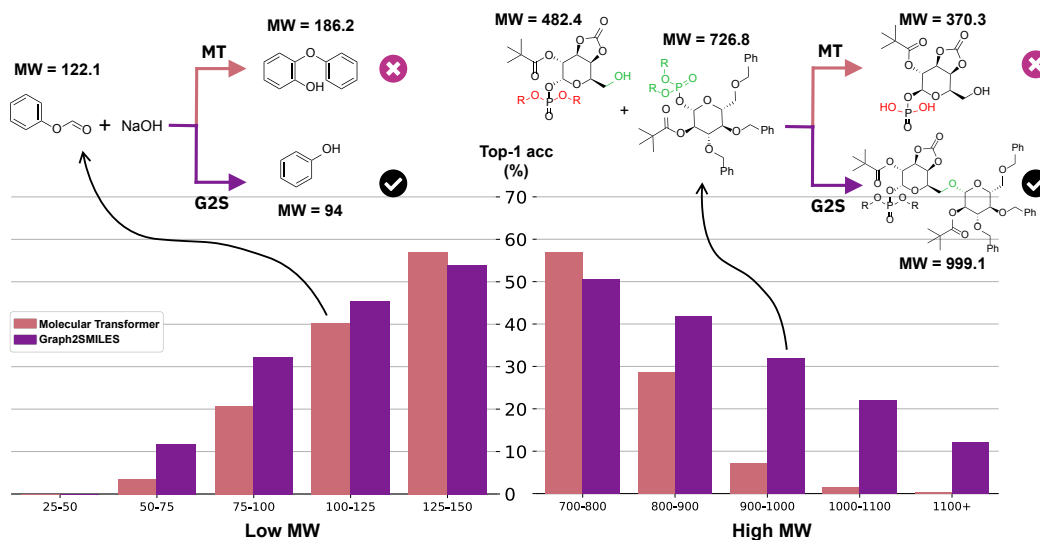 MW = 186.2
MW = 482.4
MW = 726.8
MW = 370.3
MT
MT
MW = 122.1
O
OH
O
O
+
NaOH
OH
G2S
MW = 94
O
O
O
O
O
O
OH
R
O
O
R
P
O
+
R
O
O
P
O
R
O
O
O
O
O
OBn
Ph
O
Ph
O
Ph
O
O
O
O
O
O
O
OH
HO
OH
P
O
G2S
MW = 999.1
Top-1 acc
(%)
70
60
50
40
30
20
10
0
Molecular Transformer
Graph2SMILES
25-50
50-75
75-100
100-125
125-150
700-800
800-900
900-1000
1000-1100
1100+
Low MW
High MW